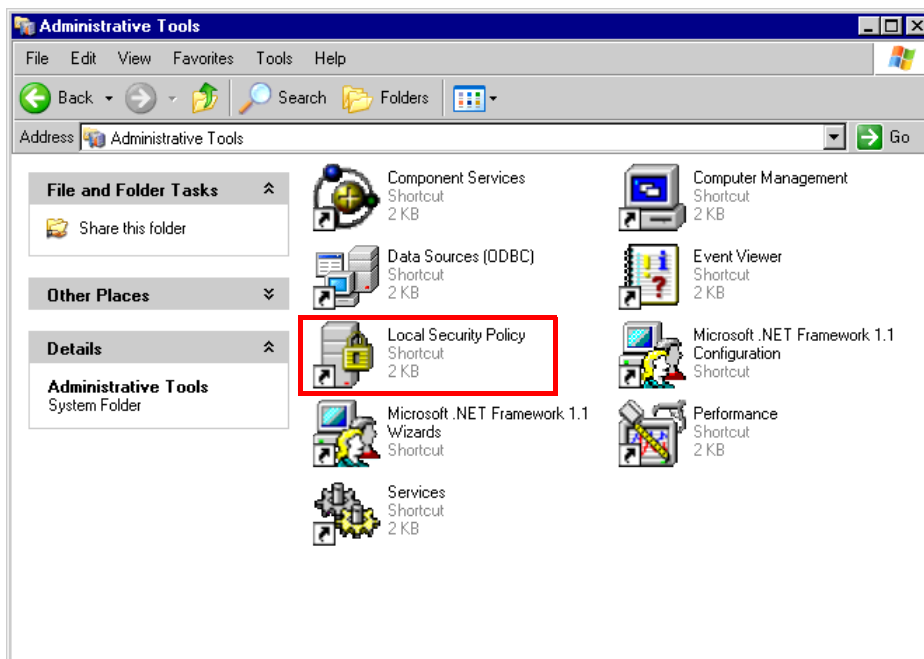 Administrative Tools
File Edit View Favorites Tools Help
Back Search Folders
Address Administrative Tools Go
File and Folder Tasks
Share this folder
Other Places
Details
Administrative Tools
System Folder
Component Services
Shortcut
2 KB
Computer Management
Shortcut
2 KB
Data Sources (ODBC)
Shortcut
2 KB
Event Viewer
Shortcut
2 KB
Local Security Policy
Shortcut
2 KB
Microsoft .NET Framework 1.1
Configuration
Shortcut
Microsoft .NET Framework 1.1
Wizards
Shortcut
Performance
Shortcut
2 KB
Services
Shortcut
2 KB